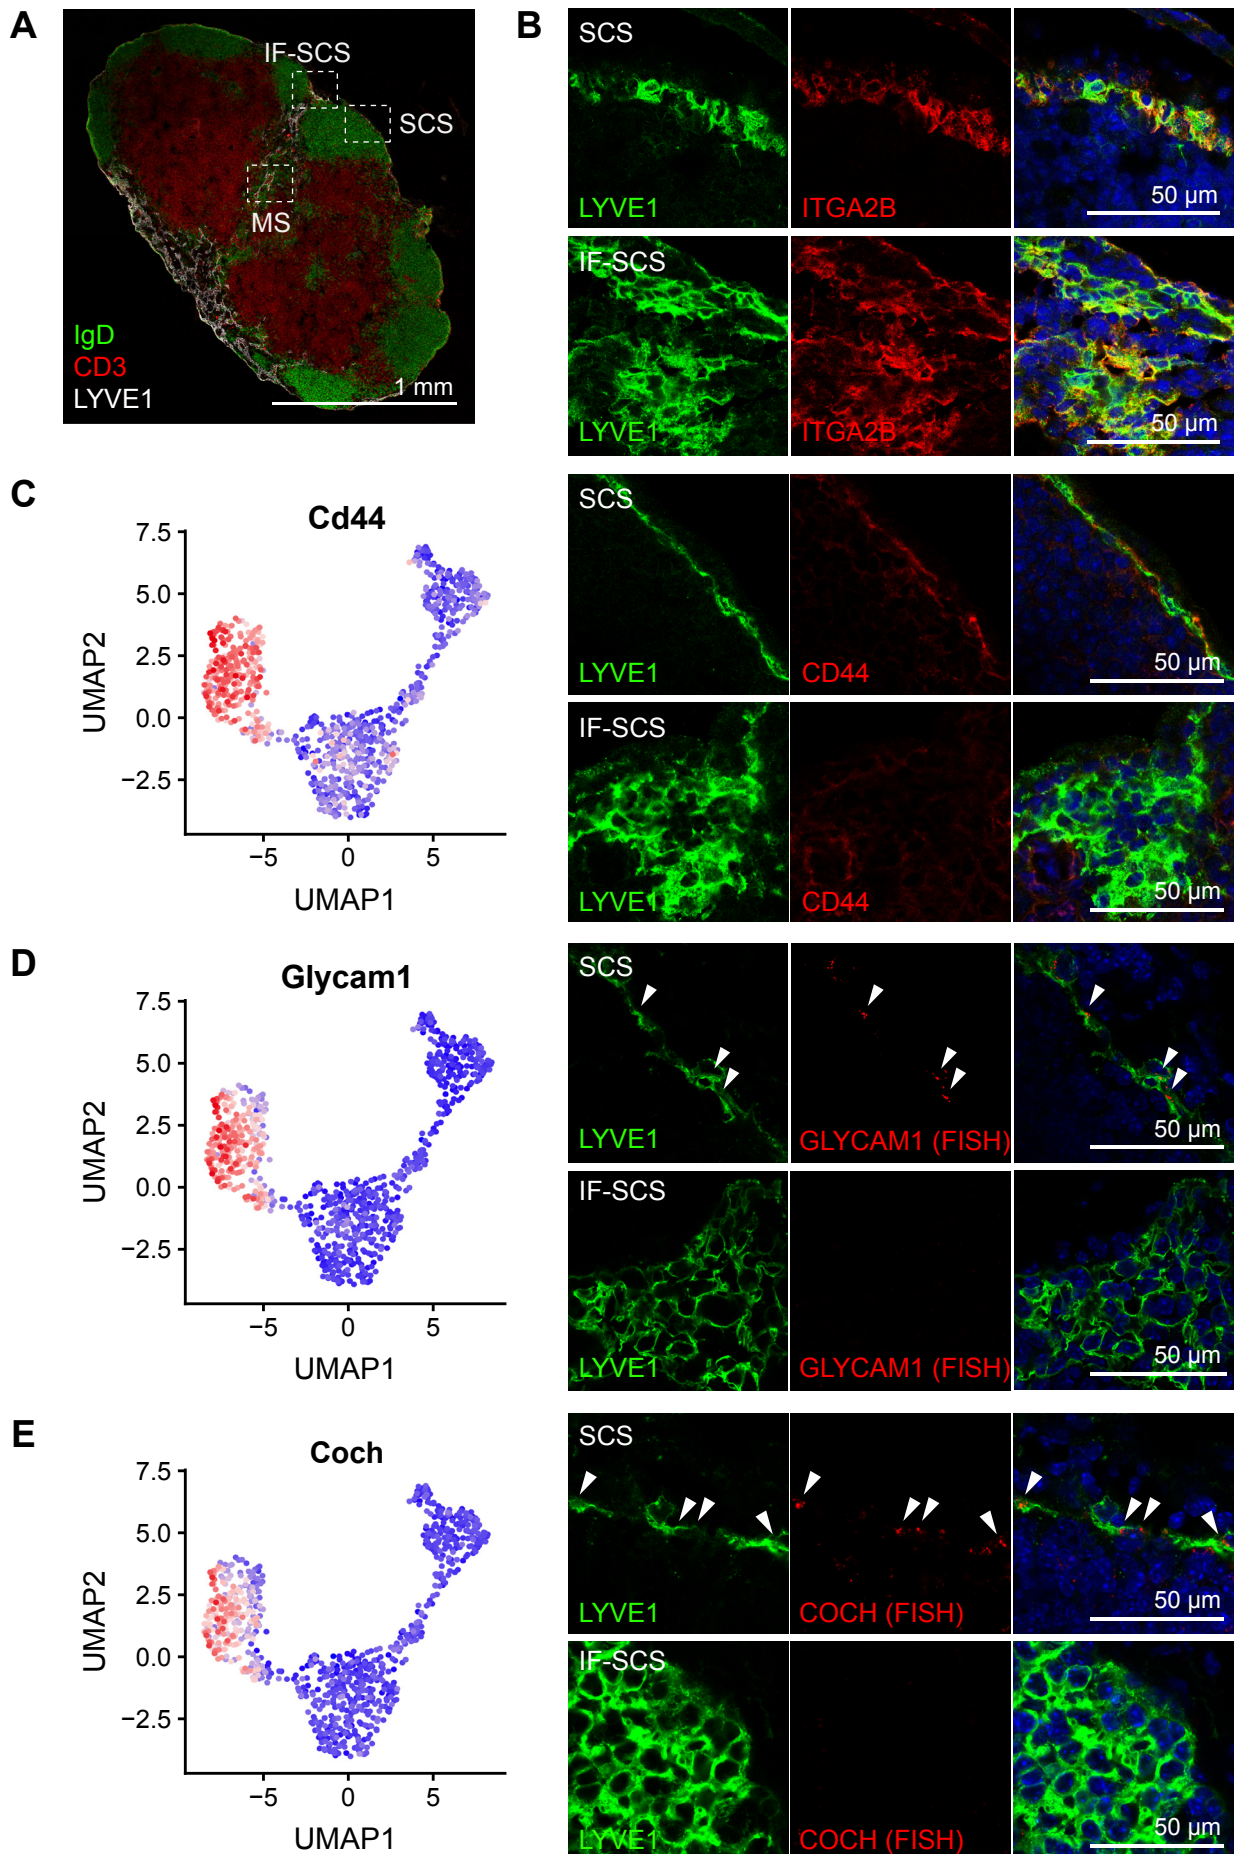 A
IF-SCS
SCS
MS
IgD
CD3
LYVE1
1 mm
B
SCS
LYVE1
ITGA2B
50 µm
IF-SCS
LYVE1
ITGA2B
50 µm
C
Cd44
7.5
5.0
2.5
0.0
−2.5
UMAP2
−5
0
5
UMAP1
SCS
LYVE1
CD44
50 µm
IF-SCS
LYVE1
CD44
50 µm
D
Glycam1
7.5
5.0
2.5
0.0
−2.5
UMAP2
−5
0
5
UMAP1
SCS
LYVE1
GLYCAM1 (FISH)
50 µm
IF-SCS
LYVE1
GLYCAM1 (FISH)
50 µm
E
Coch
7.5
5.0
2.5
0.0
−2.5
UMAP2
−5
0
5
UMAP1
SCS
LYVE1
COCH (FISH)
50 µm
IF-SCS
LYVE1
COCH (FISH)
50 µm